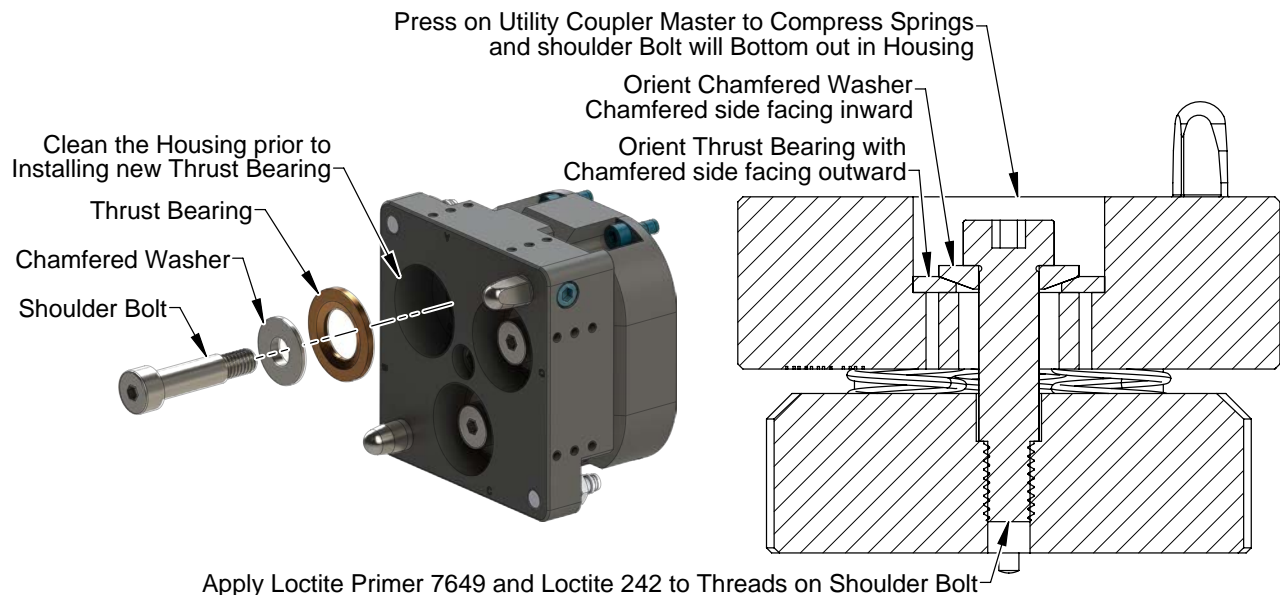 Press on Utility Coupler Master to Compress Springs
and shoulder Bolt will Bottom out in Housing
Orient Chamfered Washer
Chamfered side facing inward
Orient Thrust Bearing with
Chamfered side facing outward
Clean the Housing prior to
Installing new Thrust Bearing
Thrust Bearing
Chamfered Washer
Shoulder Bolt
Apply Loctite Primer 7649 and Loctite 242 to Threads on Shoulder Bolt